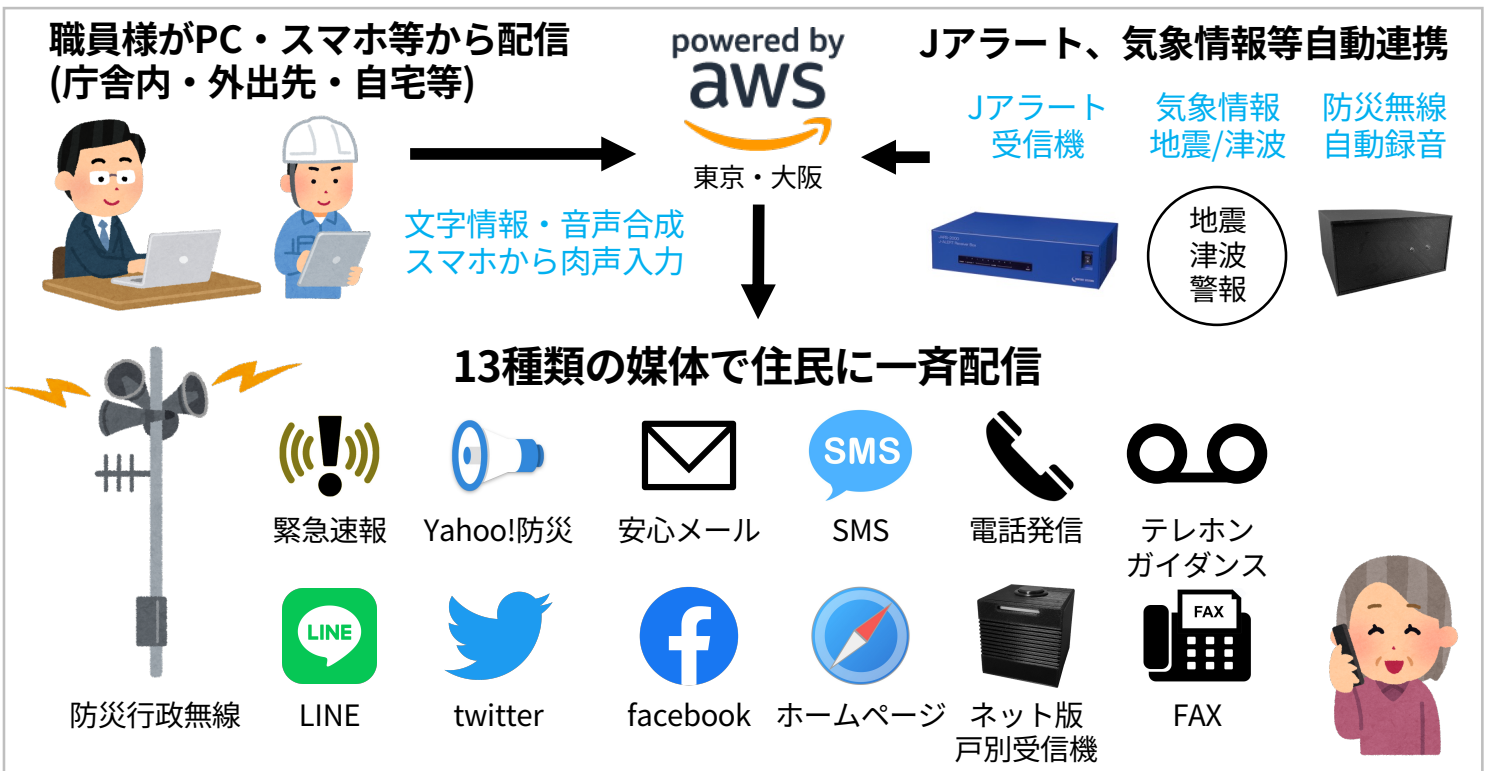 職員様がPC・スマホ等から配信
(庁舎内・外出先・自宅等)
powered by
aws
東京・大阪
Jアラート、気象情報等自動連携
Jアラート
受信機
気象情報
地震/津波
防災無線
自動録音
文字情報・音声合成
スマホから肉声入力
地震
津波
警報
13種類の媒体で住民に一斉配信
緊急速報
Yahoo!防災
安心メール
SMS
SMS
電話発信
テレホン
ガイダンス
防災行政無線
LINE
LINE
twitter
facebook
ホームページ
ネット版
戸別受信機
FAX
FAX